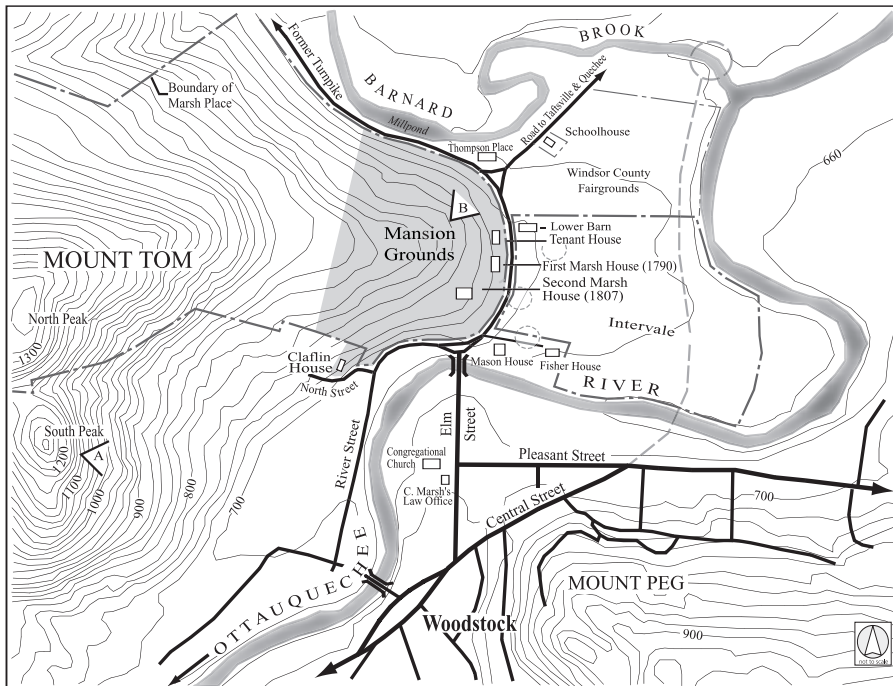 BROOK
Former Turnpike
Boundary of
Marsh Place
BARNARD
Millpond
Road to Taftsville & Quechee
Schoolhouse
Thompson Place
660
Windsor County
Fairgrounds
B
Mansion
Grounds
Lower Barn
Tenant House
First Marsh House (1790)
Second Marsh
House (1807)
MOUNT TOM
North Peak
1300
Intervale
Claflin
House
North Street
Mason House
Fisher House
RIVER
South Peak
A
1200
1100
1000
900
800
700
River Street
Elm
Street
Congregational
Church
C. Marsh's
Law Office
Pleasant Street
Central Street
700
OTTAUQUECHEE
MOUNT PEG
Woodstock
900
not to scale